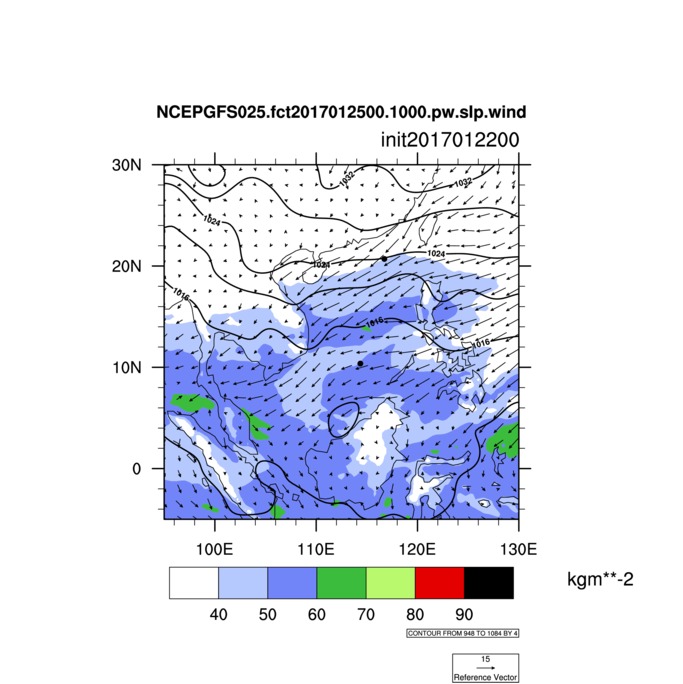 NCEPGFS025.fct2017012500.1000.pw.slp.wind
init2017012200
30N
1032
1032
1024
20N
1024
1024
1016
1016
1016
10N
0
100E 110E 120E 130E
kgm**-2
40 50 60 70 80 90
CONTOUR FROM 948 TO 1084 BY 4
15
Reference Vector